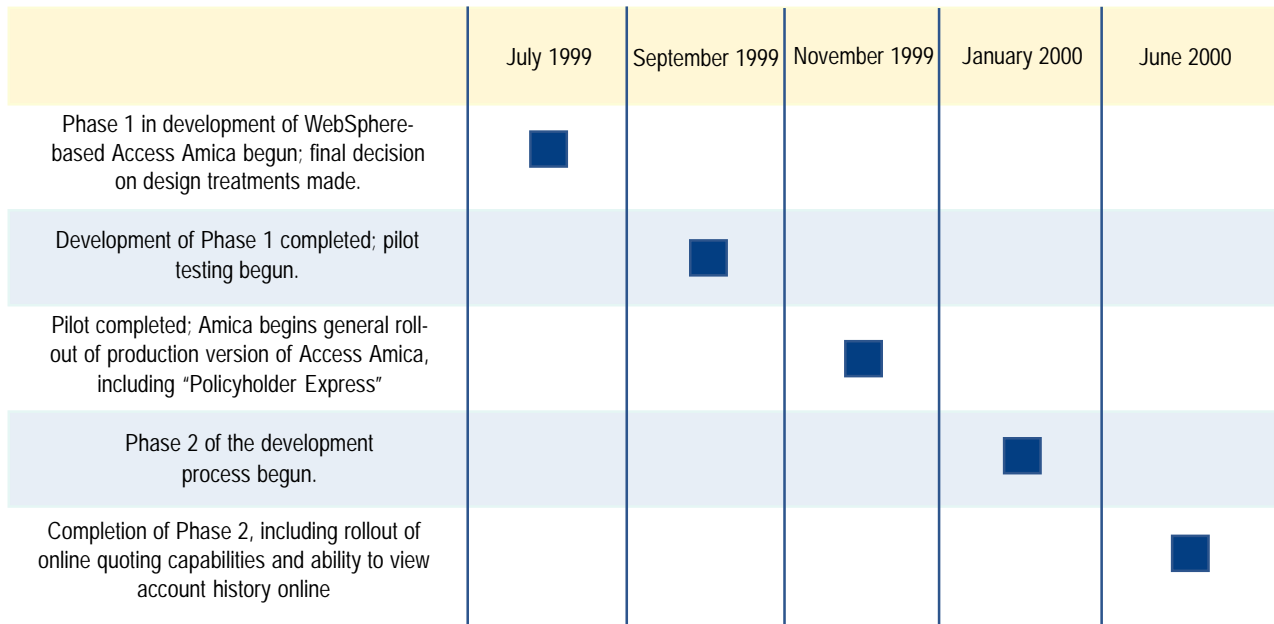 July 1999
September 1999
November 1999
January 2000
June 2000
Phase 1 in development of WebSphere-
based Access Amica begun; final decision
on design treatments made.
Development of Phase 1 completed; pilot
testing begun.
Pilot completed; Amica begins general roll-
out of production version of Access Amica,
including “Policyholder Express”
Phase 2 of the development
process begun.
Completion of Phase 2, including rollout of
online quoting capabilities and ability to view
account history online